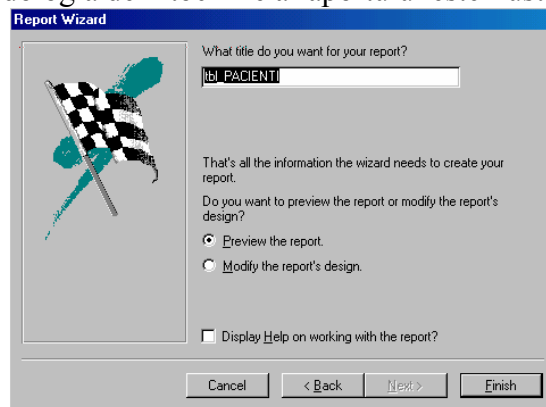 Report Wizard
What title do you want for your report?
tbl_PACIENTI
That's all the information the wizard needs to create your
report.
Do you want to preview the report or modify the report's
design?
Preview the report.
Modify the report's design.
Display Help on working with the report?
Cancel < Back Next > Finish